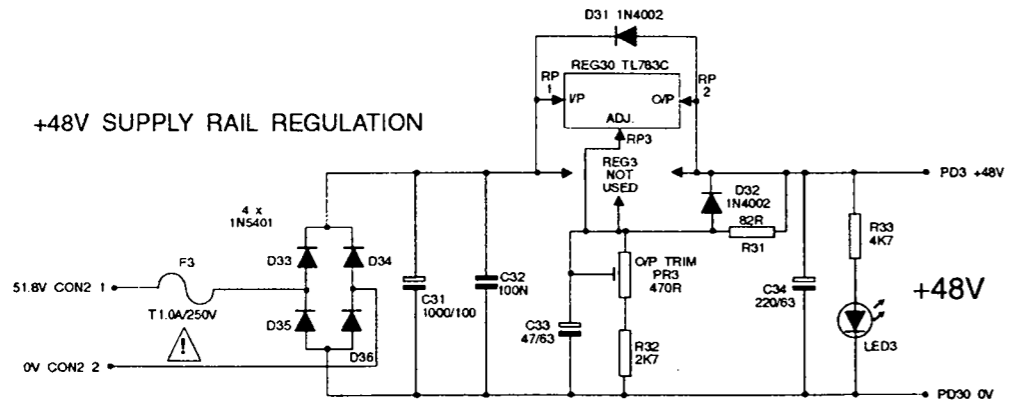 D31 1N4002
REG30 TL783C
RP
1
I/P
O/P
RP
2
ADJ.
RP3
+48V SUPPLY RAIL REGULATION
REG3
NOT
USED
PD3 +48V
D32
1N4002
82R
R31
R33
4K7
4 x
1N5401
D33
D34
F3
51.8V CON2 1
T1.0A/250V
!
D35
D36
0V CON2 2
C31
1000/100
C32
100N
O/P TRIM
PR3
470R
C33
47/63
R32
2K7
C34
220/63
+48V
LED3
PD30 0V